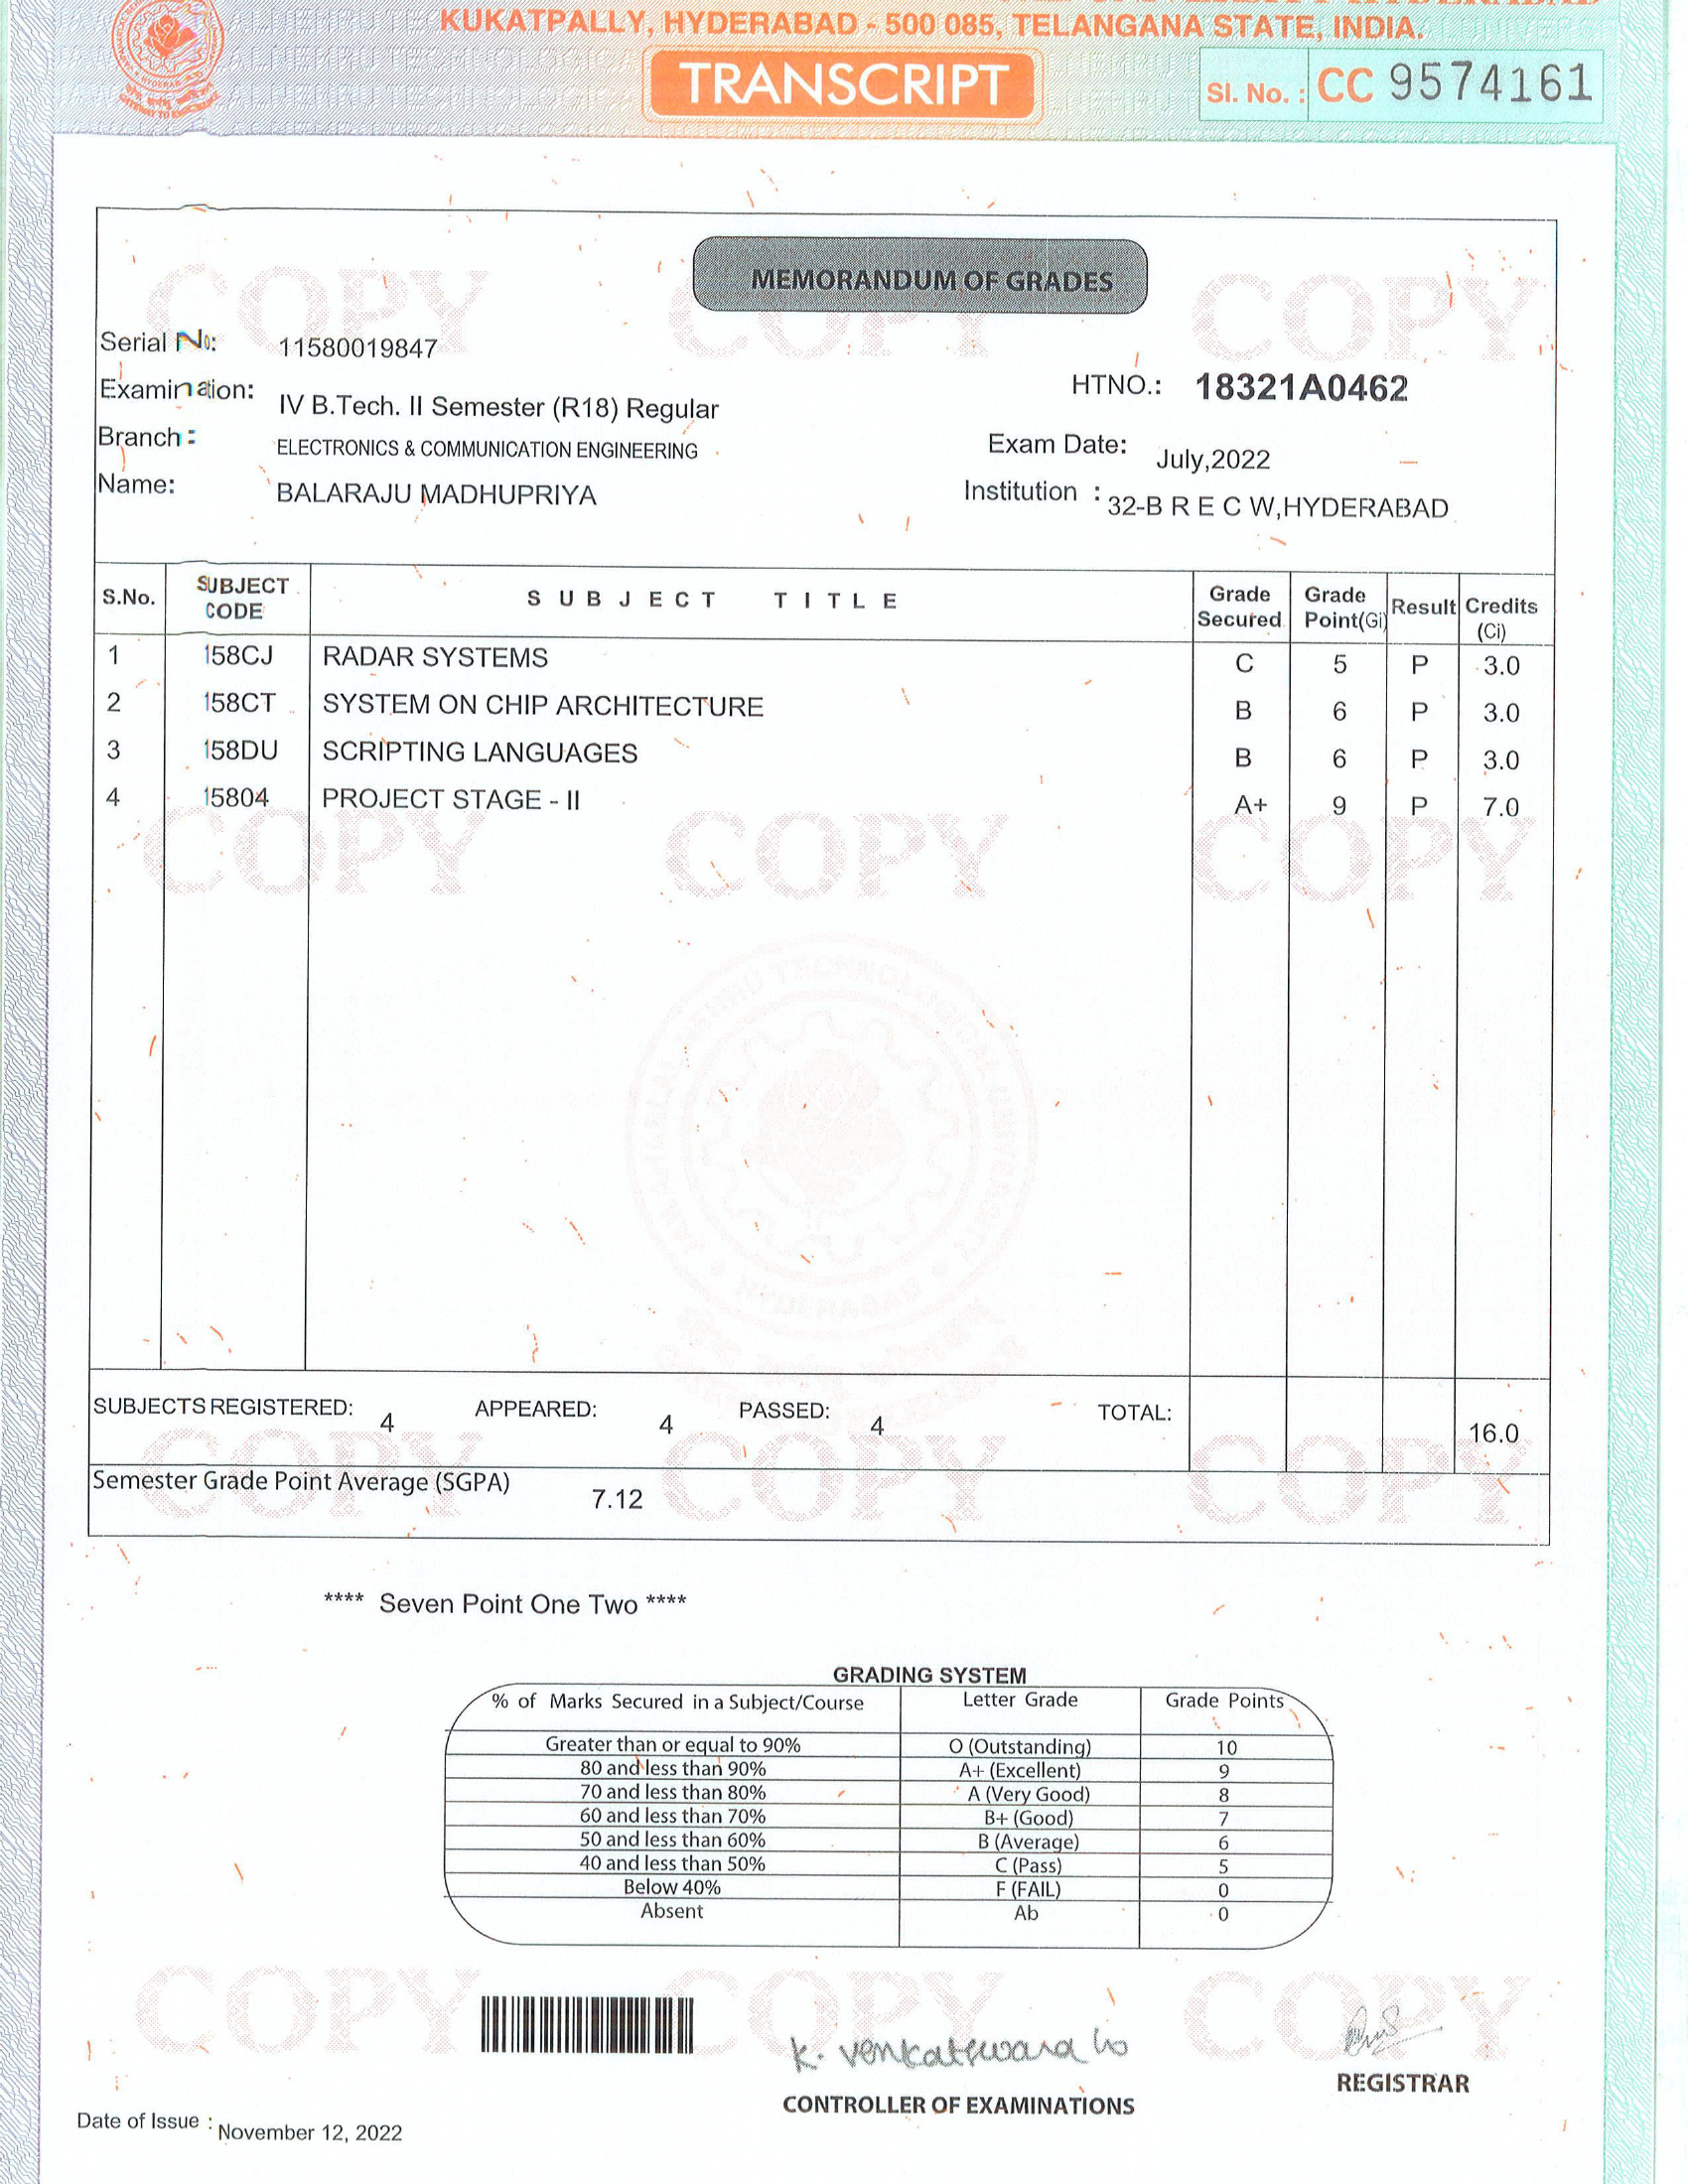 KUKATPALLY, HYDERABAD - 500 085, TELANGANA STATE, INDIA.
TRANSCRIPT
Sl. No. : CC 9574161
MEMORANDUM OF GRADES
Serial No: 11580019847
Examination: IV B.Tech. II Semester (R18) Regular
HTNO.: 18321A0462
Branch : ELECTRONICS & COMMUNICATION ENGINEERING
Exam Date: July,2022
Name: BALARAJU MADHUPRIYA
Institution : 32-B R E C W,HYDERABAD
S.No. SUBJECT CODE SUBJECT TITLE Grade Secured Grade Point(Gi) Result Credits (Ci)
1 158CJ RADAR SYSTEMS C 5 P 3.0
2 158CT SYSTEM ON CHIP ARCHITECTURE B 6 P 3.0
3 158DU SCRIPTING LANGUAGES B 6 P 3.0
4 15804 PROJECT STAGE - II A+ 9 P 7.0
COPY COPY COPY
SUBJECTS REGISTERED: 4 APPEARED: 4 PASSED: 4 TOTAL: 16.0
Semester Grade Point Average (SGPA) 7.12
**** Seven Point One Two ****
GRADING SYSTEM
% of Marks Secured in a Subject/Course Letter Grade Grade Points
Greater than or equal to 90% O (Outstanding) 10
80 and less than 90% A+ (Excellent) 9
70 and less than 80% A (Very Good) 8
60 and less than 70% B+ (Good) 7
50 and less than 60% B (Average) 6
40 and less than 50% C (Pass) 5
Below 40% F (FAIL) 0
Absent Ab 0
K. Venkateswara
CONTROLLER OF EXAMINATIONS
REGISTRAR
Date of Issue : November 12, 2022